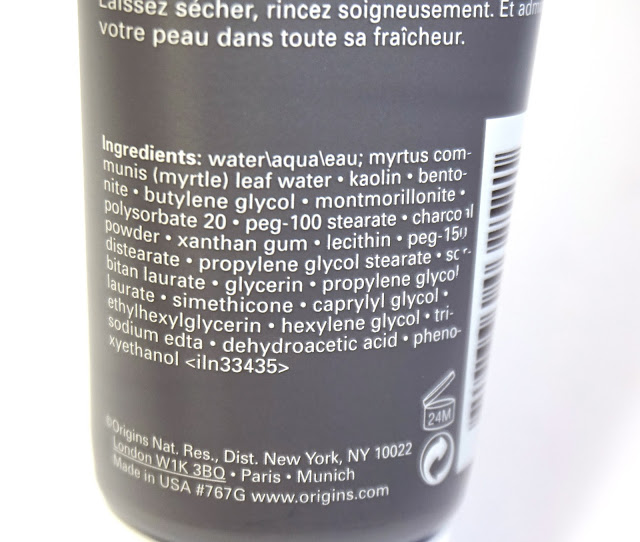 Laissez sécher, rincez soigneusement. Et
votre peau dans toute sa fraîcheur.
Ingredients: water\aqua\eau; myrtus com-
munis (myrtle) leaf water • kaolin • bento-
nite • butylene glycol • montmorillonite •
polysorbate 20 • peg-100 stearate • charcoal
powder • xanthan gum • lecithin • peg-150
distearate • propylene glycol stearate • sor-
bitan laurate • glycerin • propylene glycol
laurate • simethicone • caprylyl glycol •
ethylhexylglycerin • hexylene glycol • tri-
sodium edta • dehydroacetic acid • pheno-
xyethanol <iln33435>
24M
©Origins Nat. Res., Dist. New York, NY 10022
London W1K 3BQ • Paris • Munich
Made in USA #767G www.origins.com